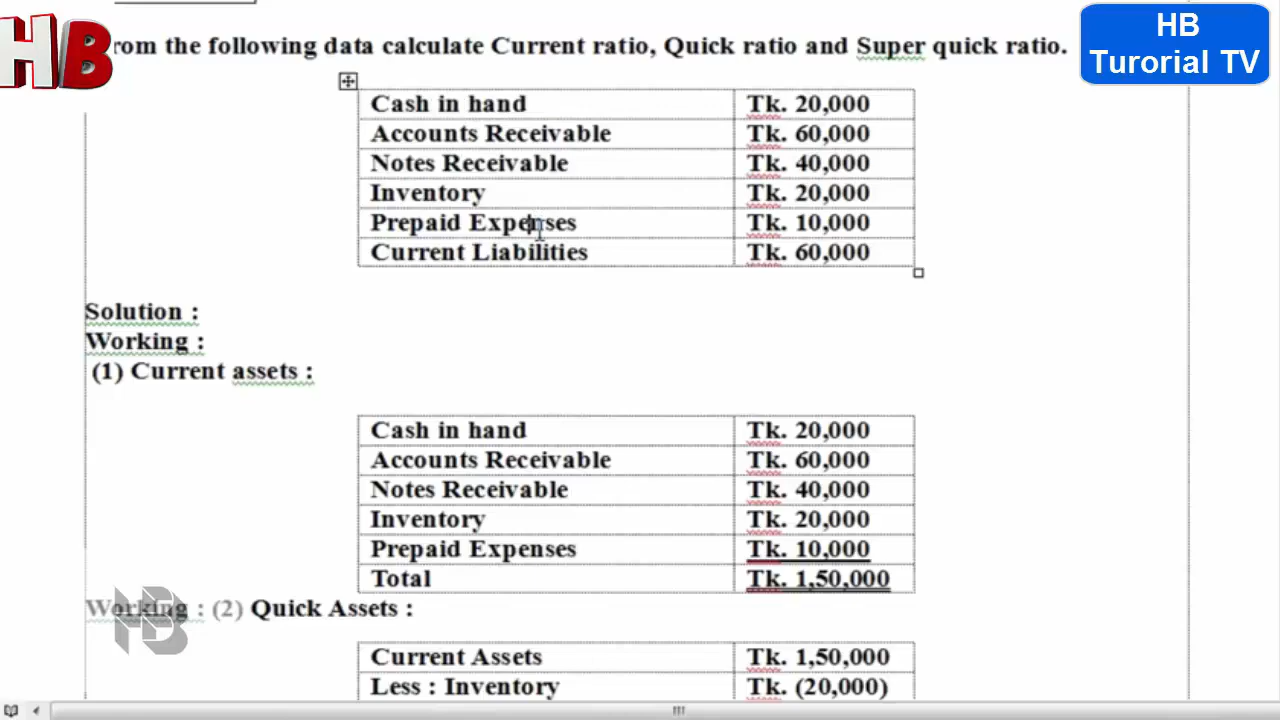 HB
HB
Turorial TV
rom the following data calculate Current ratio, Quick ratio and Super quick ratio.
Cash in hand Tk. 20,000
Accounts Receivable Tk. 60,000
Notes Receivable Tk. 40,000
Inventory Tk. 20,000
Prepaid Expenses Tk. 10,000
Current Liabilities Tk. 60,000
Solution :
Working :
(1) Current assets :
Cash in hand Tk. 20,000
Accounts Receivable Tk. 60,000
Notes Receivable Tk. 40,000
Inventory Tk. 20,000
Prepaid Expenses Tk. 10,000
Total Tk. 1,50,000
Working : (2) Quick Assets :
HB
Current Assets Tk. 1,50,000
Less : Inventory Tk. (20,000)